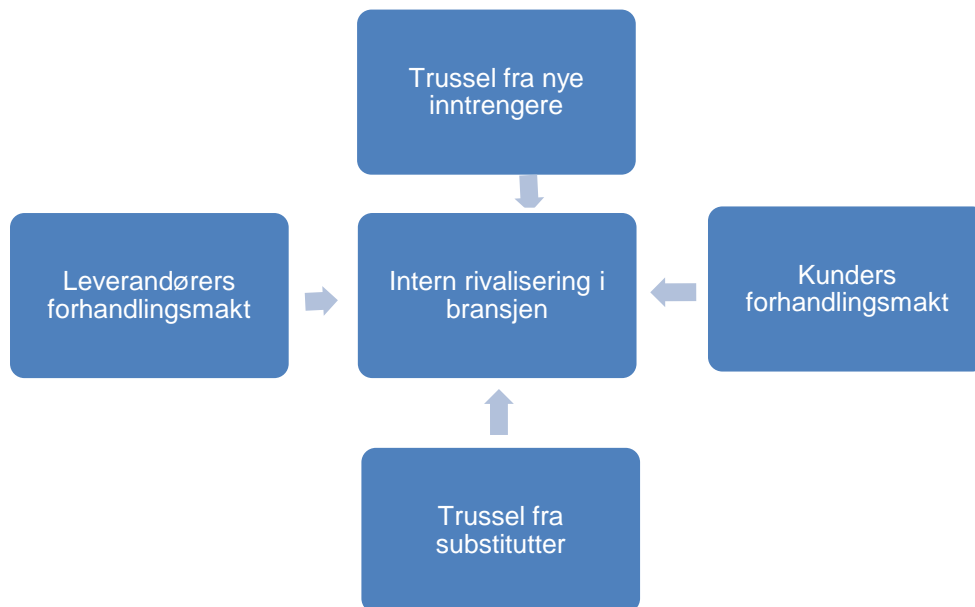 Trussel fra nye
inntrengere
Leverandørers
forhandlingsmakt
Intern rivalisering i
bransjen
Kunders
forhandlingsmakt
Trussel fra
substitutter